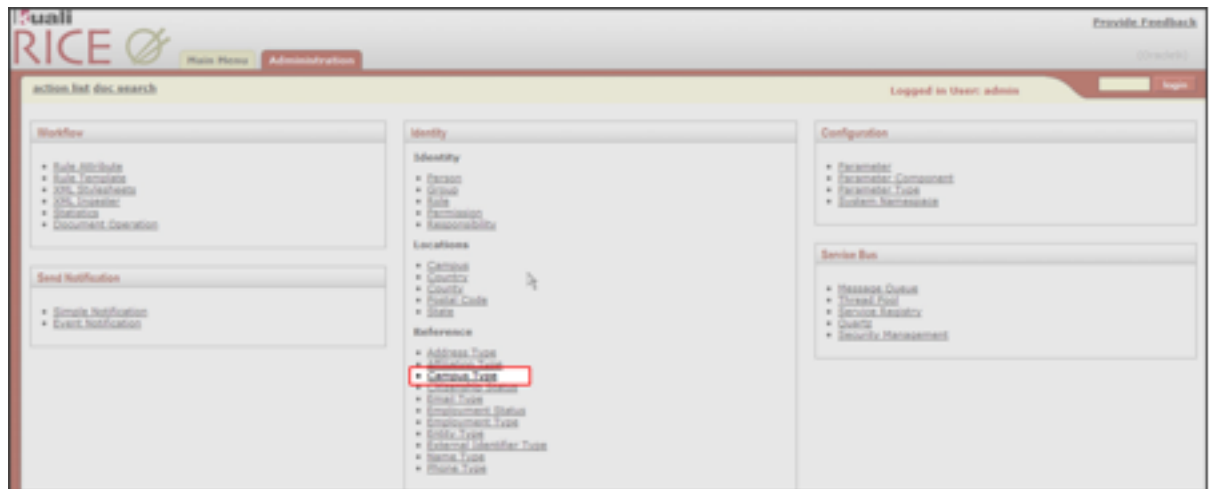 Kuali
RICE
Provide Feedback
Main Menu
Administration
action list doc search
Logged in User: admin
login
Workflow
Rule Attribute
Rule Template
XML Stylesheets
XML Ingester
Statistics
Document Operation
Send Notification
Simple Notification
Event Notification
Identity
Identity
Person
Group
Role
Permission
Responsibility
Locations
Campus
Country
County
Postal Code
State
Reference
Address Type
Affiliation Type
Campus Type
Citizenship Status
Email Type
Employment Status
Employment Type
Entity Type
External Identifier Type
Name Type
Phone Type
Configuration
Parameter
Parameter Component
Parameter Type
System Namespace
Service Bus
Message Queue
Thread Pool
Service Registry
Quartz
Security Management